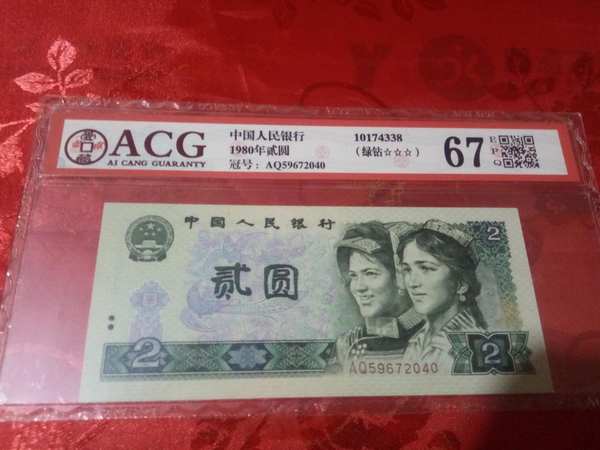 ACG
AI CANG GUARANTY
中国人民银行
1980年贰圆
冠号：AQ59672040
10174338
（绿钻☆☆☆）
67
EPQ
中国人民银行
2
贰圆
2
2
AQ59672040